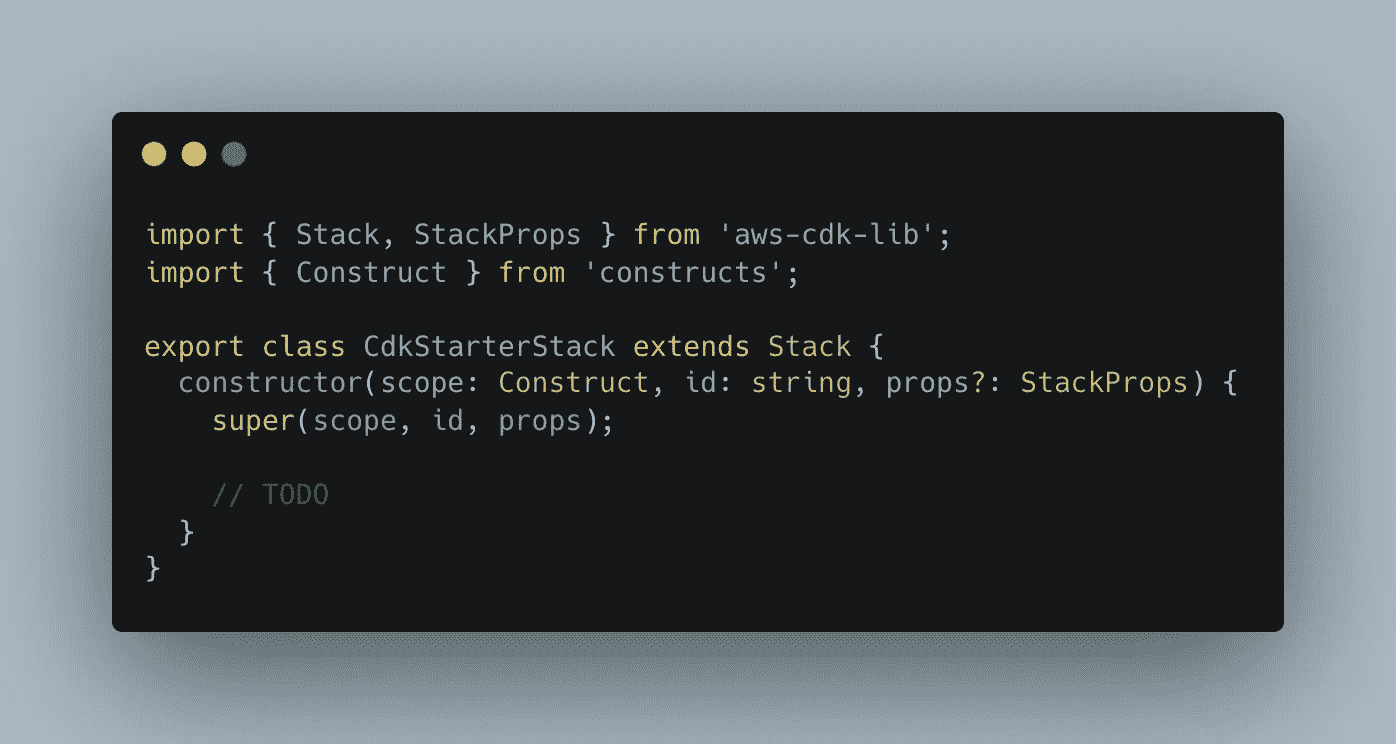 import { Stack, StackProps } from 'aws-cdk-lib';
import { Construct } from 'constructs';

export class CdkStarterStack extends Stack {
  constructor(scope: Construct, id: string, props?: StackProps) {
    super(scope, id, props);

    // TODO
  }
}